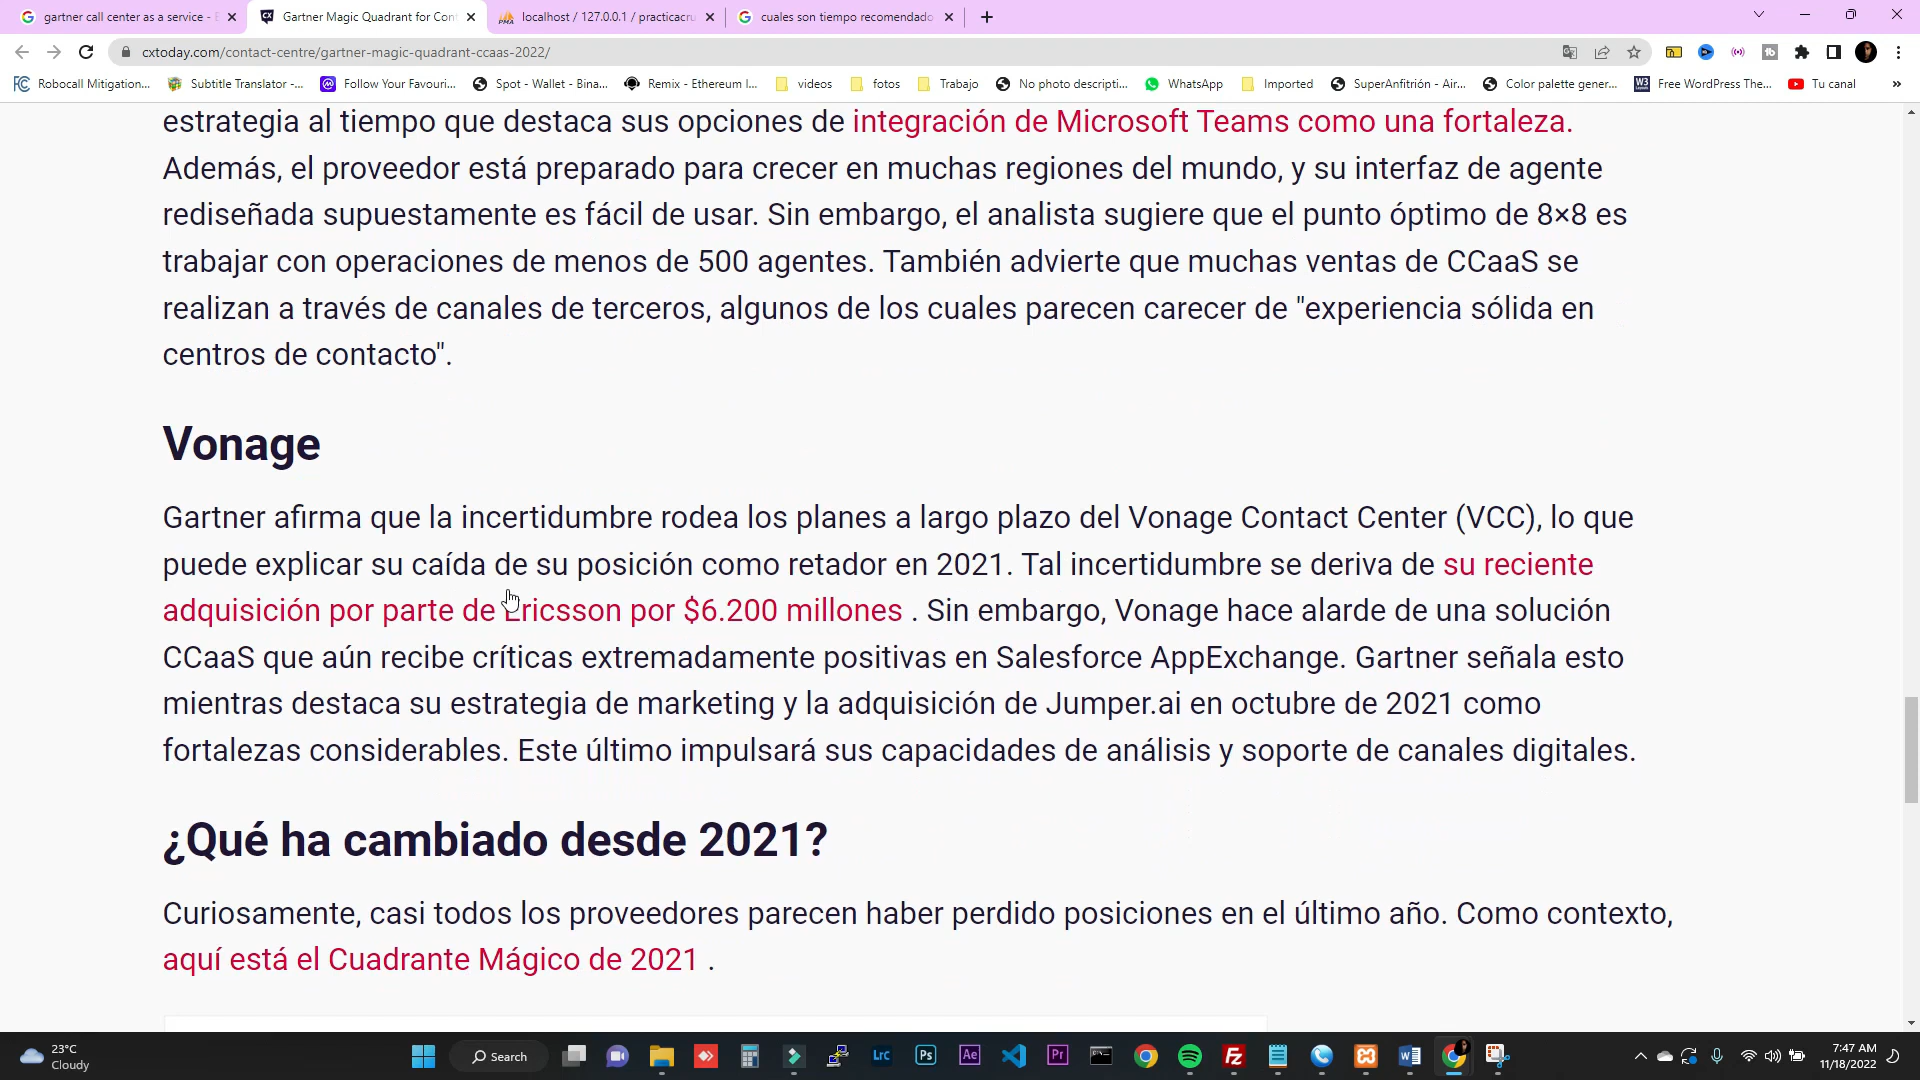 gartner call center as a service -
Gartner Magic Quadrant for Con
localhost / 127.0.0.1 / practicacru
cuales son tiempo recomendado
cxtoday.com/contact-centre/gartner-magic-quadrant-ccaas-2022/
Robocall Mitigation...
Subtitle Translator -...
Follow Your Favouri...
Spot - Wallet - Bina...
Remix - Ethereum I...
videos
fotos
Trabajo
No photo descripti...
WhatsApp
Imported
SuperAnfitrión - Air...
Color palette gener...
Free WordPress The...
Tu canal
»
estrategia al tiempo que destaca sus opciones de integración de Microsoft Teams como una fortaleza.
Además, el proveedor está preparado para crecer en muchas regiones del mundo, y su interfaz de agente
rediseñada supuestamente es fácil de usar. Sin embargo, el analista sugiere que el punto óptimo de 8×8 es
trabajar con operaciones de menos de 500 agentes. También advierte que muchas ventas de CCaaS se
realizan a través de canales de terceros, algunos de los cuales parecen carecer de "experiencia sólida en
centros de contacto".
Vonage
Gartner afirma que la incertidumbre rodea los planes a largo plazo del Vonage Contact Center (VCC), lo que
puede explicar su caída de su posición como retador en 2021. Tal incertidumbre se deriva de su reciente
adquisición por parte de Ericsson por $6.200 millones . Sin embargo, Vonage hace alarde de una solución
CCaaS que aún recibe críticas extremadamente positivas en Salesforce AppExchange. Gartner señala esto
mientras destaca su estrategia de marketing y la adquisición de Jumper.ai en octubre de 2021 como
fortalezas considerables. Este último impulsará sus capacidades de análisis y soporte de canales digitales.
¿Qué ha cambiado desde 2021?
Curiosamente, casi todos los proveedores parecen haber perdido posiciones en el último año. Como contexto,
aquí está el Cuadrante Mágico de 2021 .
23°C
Cloudy
Search
Lrc
Ps
Ae
Pr
7:47 AM
11/18/2022